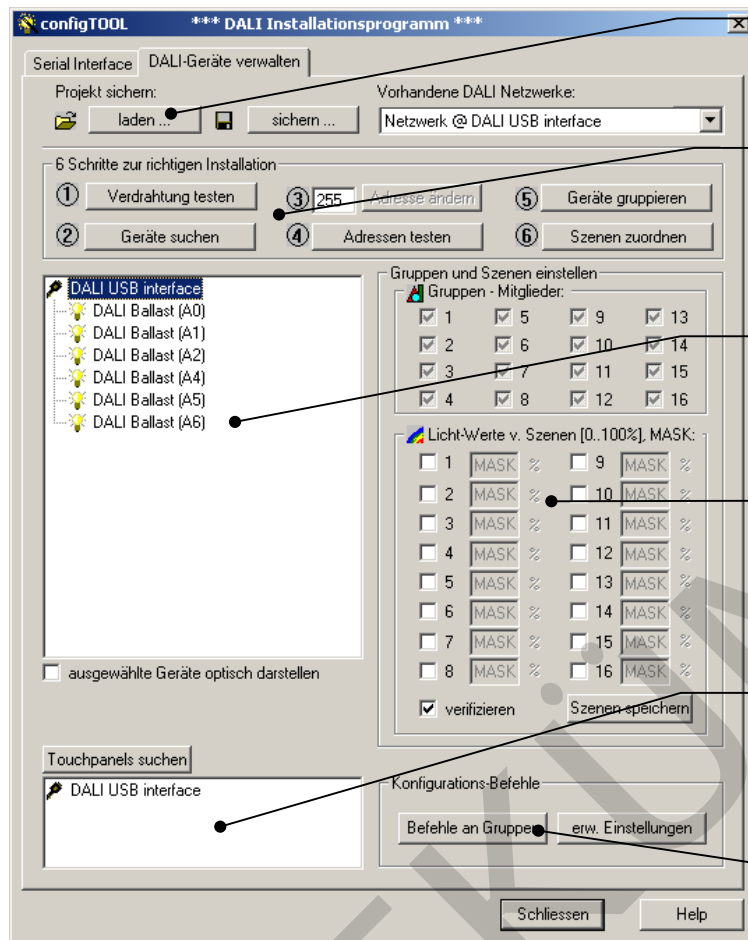 configTOOL *** DALI Installationsprogramm ***
Serial Interface DALI-Geräte verwalten
Projekt sichern: Vorhandene DALI Netzwerke:
laden ... sichern ... Netzwerk @ DALI USB interface
6 Schritte zur richtigen Installation
1 Verdrahtung testen 3 255 Adresse ändern 5 Geräte gruppieren
2 Geräte suchen 4 Adressen testen 6 Szenen zuordnen
DALI USB interface
DALI Ballast (A0)
DALI Ballast (A1)
DALI Ballast (A2)
DALI Ballast (A4)
DALI Ballast (A5)
DALI Ballast (A6)
ausgewählte Geräte optisch darstellen
Gruppen und Szenen einstellen
Gruppen - Mitglieder:
1 5 9 13
2 6 10 14
3 7 11 15
4 8 12 16
Licht-Werte v. Szenen [0..100%], MASK:
1 MASK % 9 MASK %
2 MASK % 10 MASK %
3 MASK % 11 MASK %
4 MASK % 12 MASK %
5 MASK % 13 MASK %
6 MASK % 14 MASK %
7 MASK % 15 MASK %
8 MASK % 16 MASK %
verifizieren Szenen speichern
Touchpanels suchen
DALI USB interface
Konfigurations-Befehle
Befehle an Gruppen erw. Einstellungen
Schliessen Help